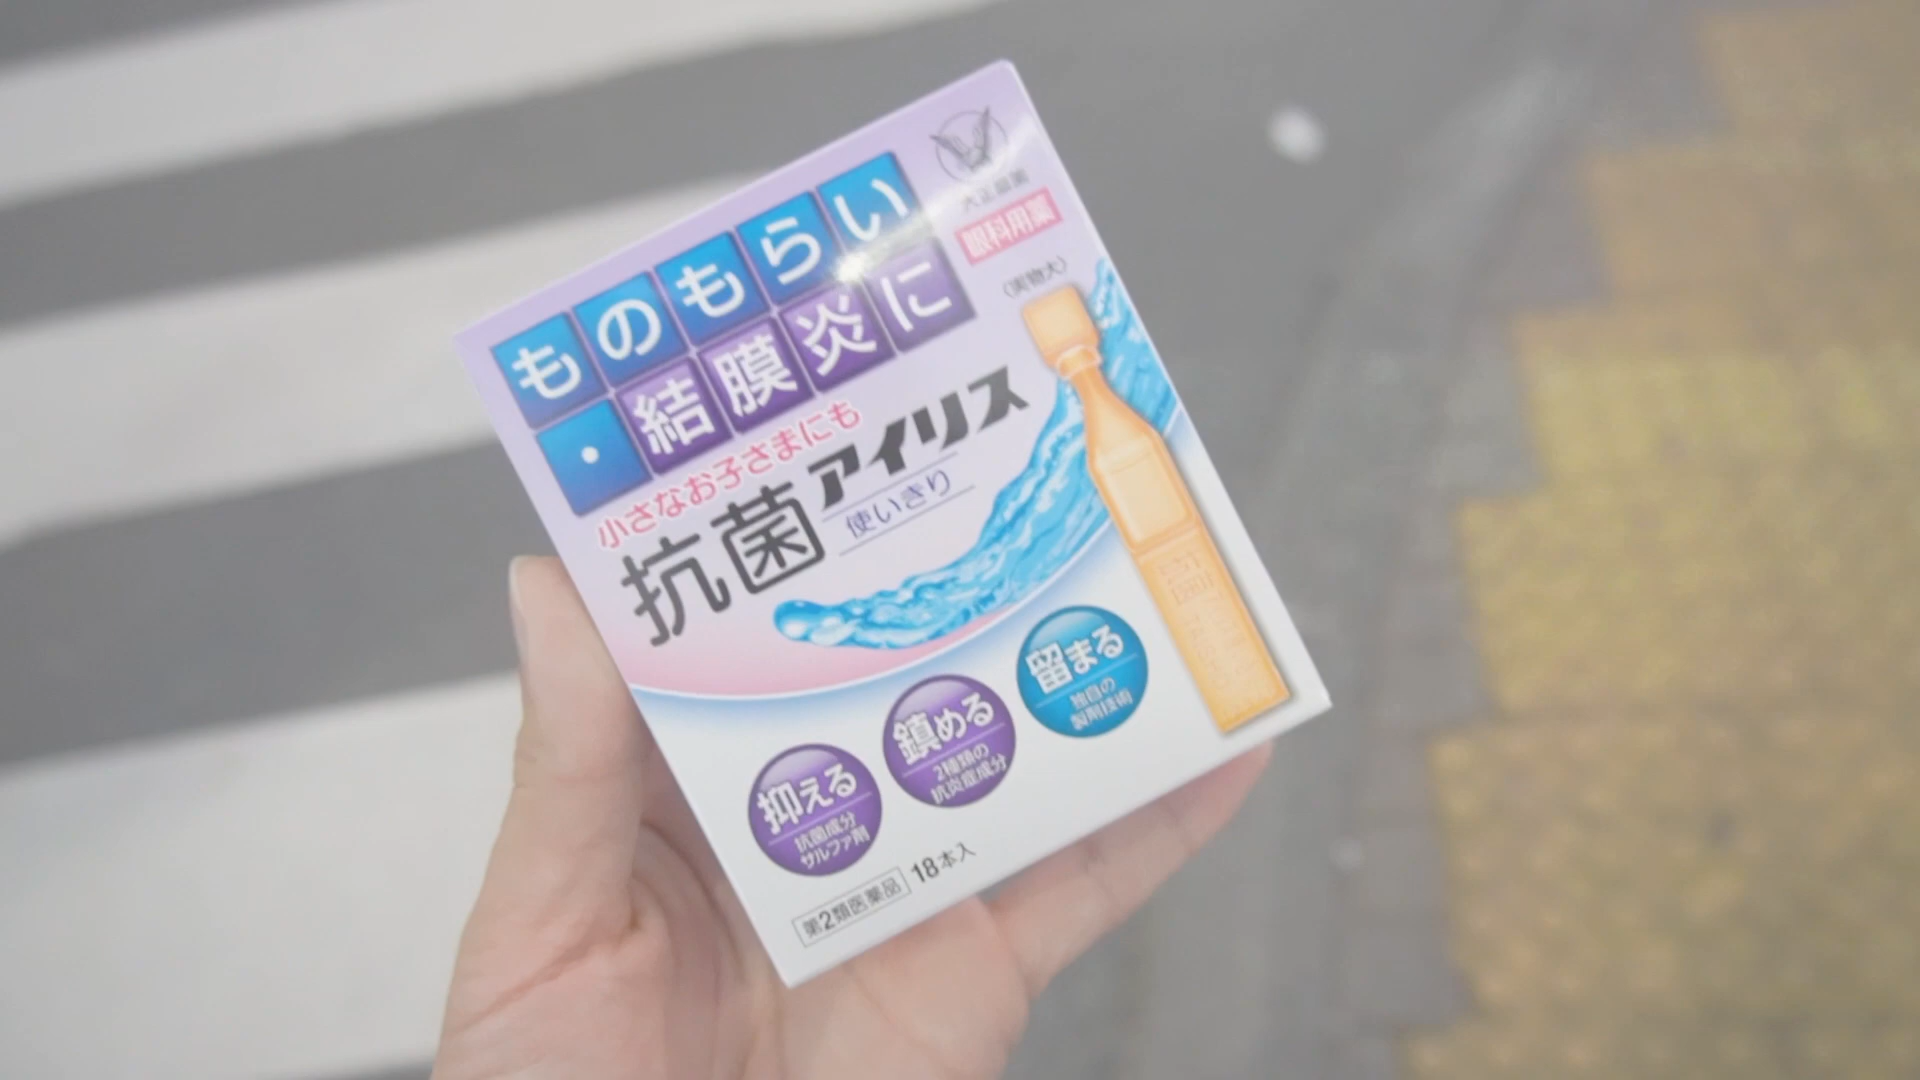 ものもらい
・結膜炎に
大正製薬
眼科用薬
(実物大)
小さなお子さまにも
抗菌アイリス
使いきり
抑える
抗菌成分
サルファ剤
鎮める
2種類の
抗炎症成分
留まる
独自の
製剤技術
第2類医薬品
18本入